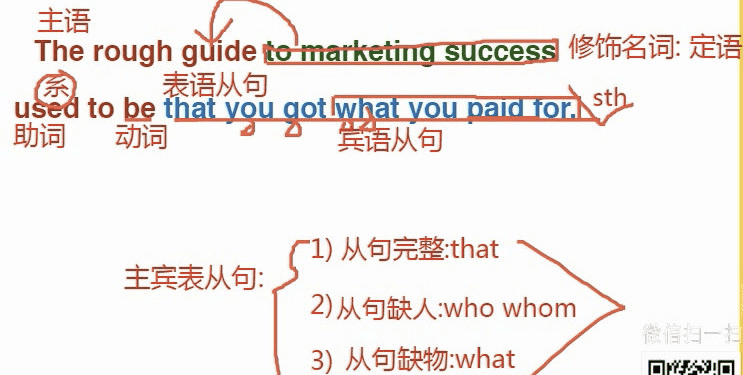 主语
The rough guide to marketing success 修饰名词: 定语
系 表语从句
used to be that you got what you paid for. sth
助词 动词 宾语从句
1) 从句完整:that
主宾表从句:
2)从句缺人:who whom
微信扫一扫
3) 从句缺物:what